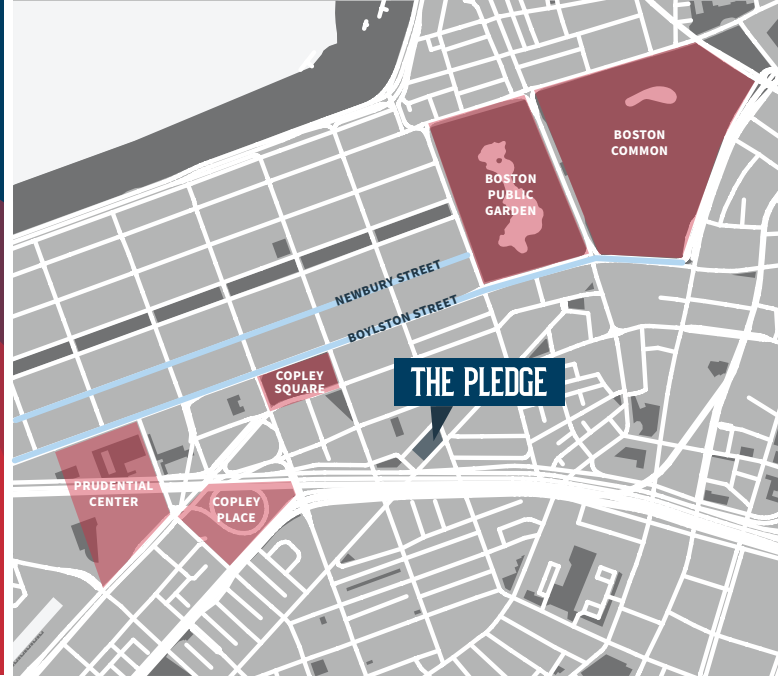 BOSTON
COMMON
BOSTON
PUBLIC
GARDEN
NEWBURY STREET
BOYLSTON STREET
COPLEY
SQUARE
THE PLEDGE
PRUDENTIAL
CENTER
COPLEY
PLACE